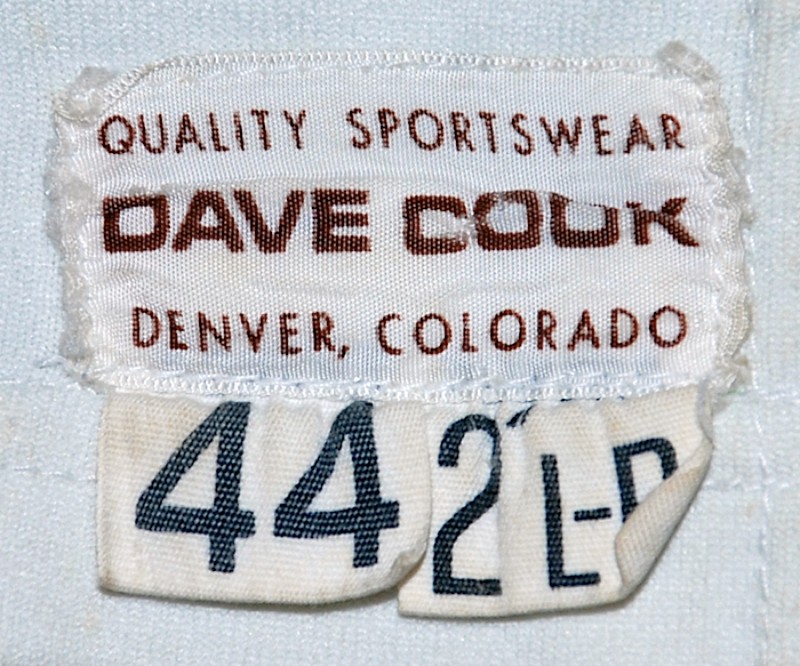 QUALITY SPORTSWEAR
DAVE COOK
DENVER, COLORADO
44 2 L-